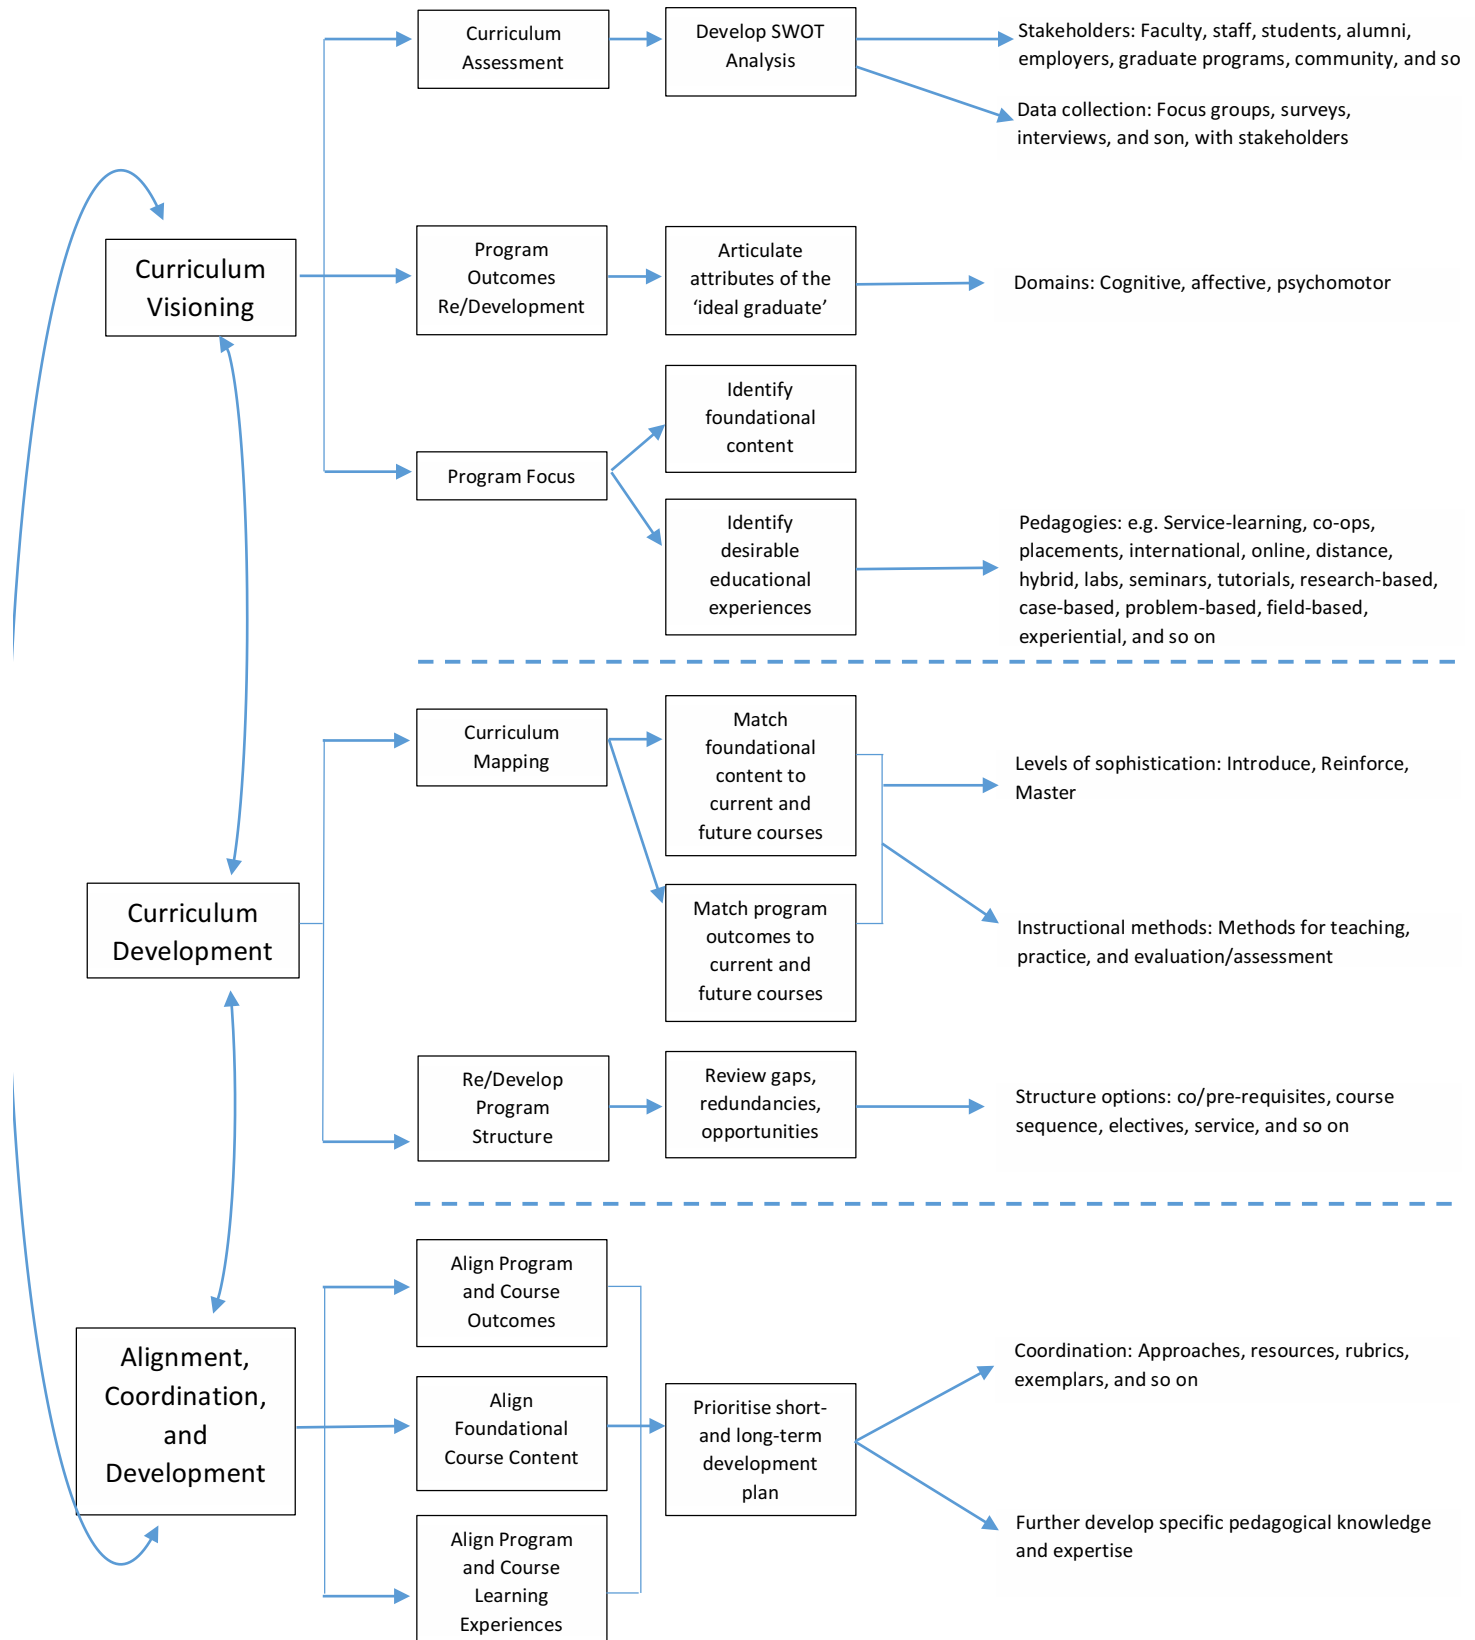 Curriculum
Assessment
Develop SWOT
Analysis
Stakeholders: Faculty, staff, students, alumni,
employers, graduate programs, community, and so
Data collection: Focus groups, surveys,
interviews, and son, with stakeholders
Curriculum
Visioning
Program
Outcomes
Re/Development
Articulate
attributes of the
‘ideal graduate’
Domains: Cognitive, affective, psychomotor
Program Focus
Identify
foundational
content
Identify
desirable
educational
experiences
Pedagogies: e.g. Service-learning, co-ops,
placements, international, online, distance,
hybrid, labs, seminars, tutorials, research-based,
case-based, problem-based, field-based,
experiential, and so on
Curriculum
Development
Curriculum
Mapping
Match
foundational
content to
current and
future courses
Match program
outcomes to
current and
future courses
Levels of sophistication: Introduce, Reinforce,
Master
Instructional methods: Methods for teaching,
practice, and evaluation/assessment
Re/Develop
Program
Structure
Review gaps,
redundancies,
opportunities
Structure options: co/pre-requisites, course
sequence, electives, service, and so on
Alignment,
Coordination,
and
Development
Align Program
and Course
Outcomes
Align
Foundational
Course Content
Align Program
and Course
Learning
Experiences
Prioritise short-
and long-term
development
plan
Coordination: Approaches, resources, rubrics,
exemplars, and so on
Further develop specific pedagogical knowledge
and expertise